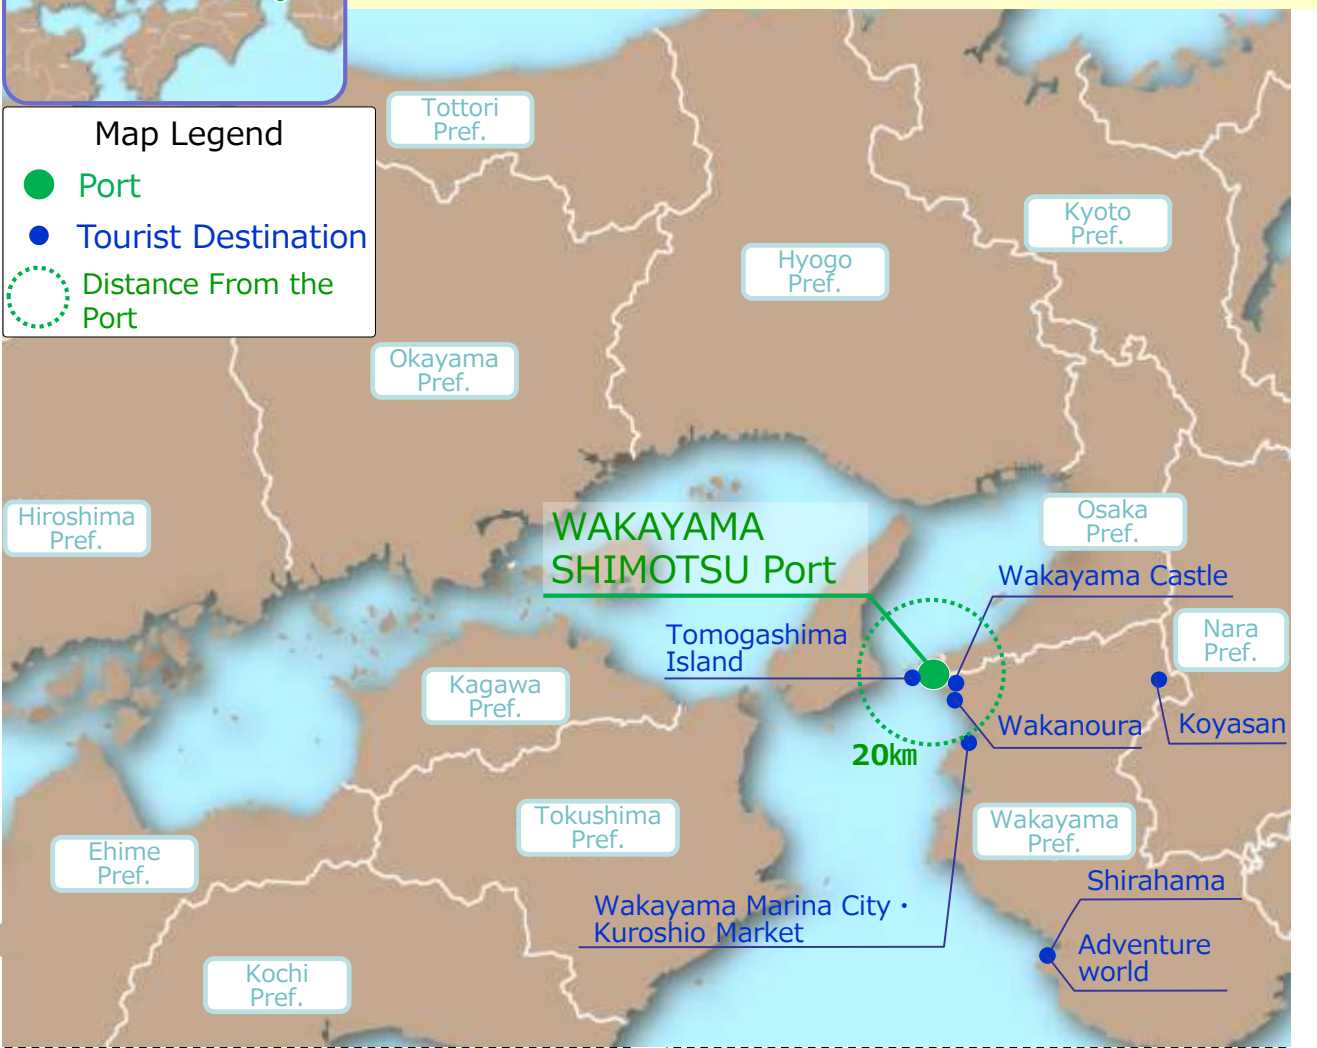 Map Legend
Port
Tourist Destination
Distance From the
Port
Tottori
Pref.
Kyoto
Pref.
Hyogo
Pref.
Okayama
Pref.
Hiroshima
Pref.
WAKAYAMA
SHIMOTSU Port
Osaka
Pref.
Wakayama Castle
Tomogashima
Island
Nara
Pref.
Kagawa
Pref.
Wakanoura
Koyasan
20㎞
Tokushima
Pref.
Wakayama
Pref.
Ehime
Pref.
Shirahama
Wakayama Marina City・
Kuroshio Market
Adventure
world
Kochi
Pref.